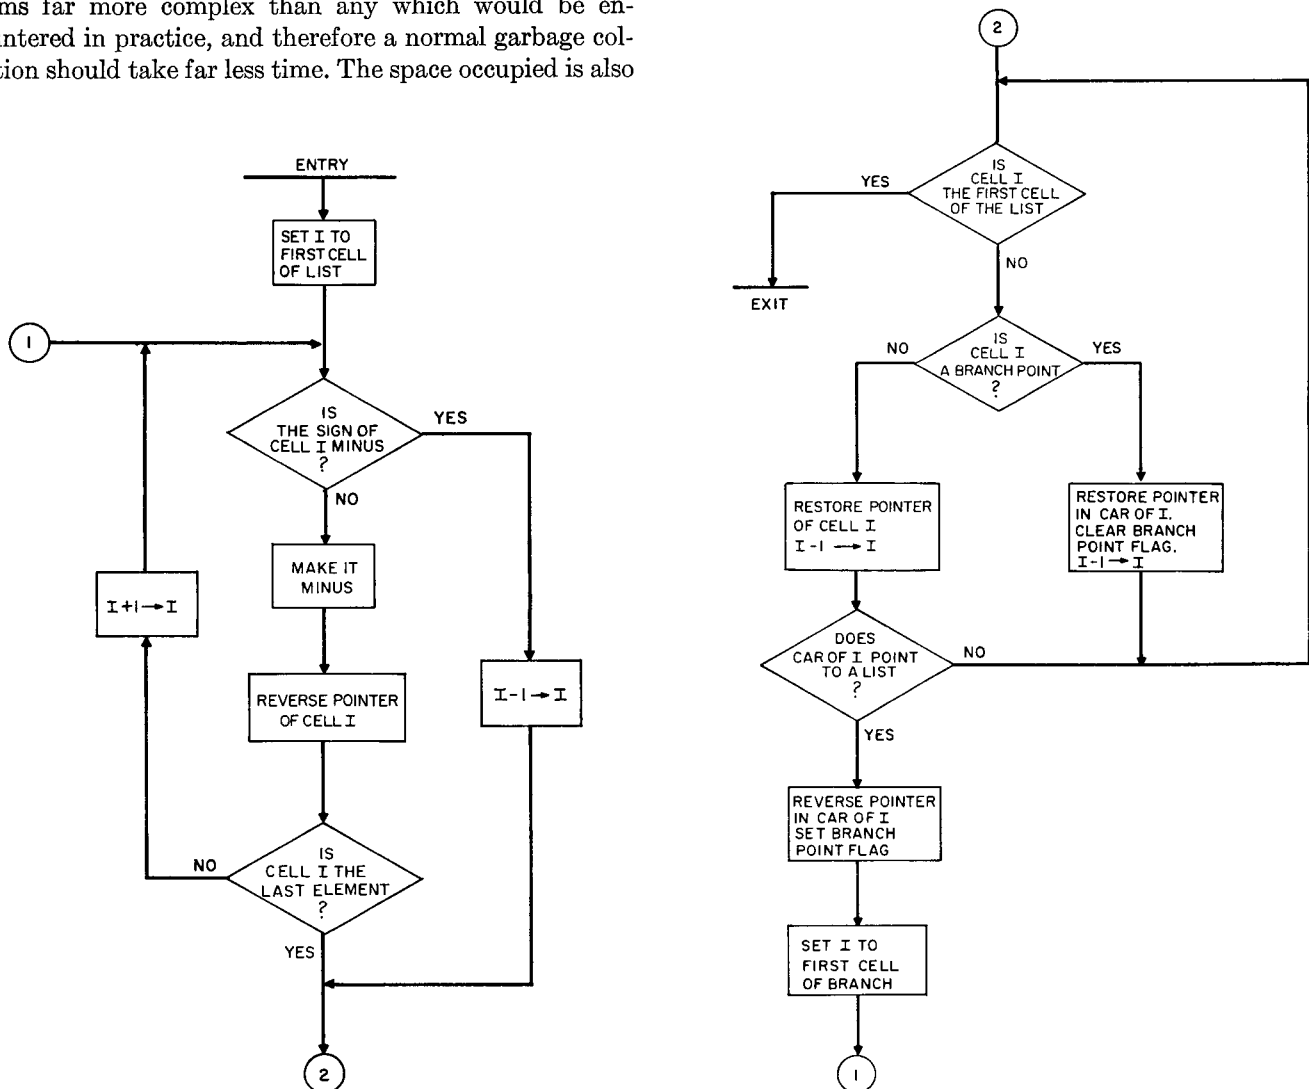 ms far more complex than any which would be en-
ntered in practice, and therefore a normal garbage col-
tion should take far less time. The space occupied is also
ENTRY
SET I TO
FIRST CELL
OF LIST
1
IS
THE SIGN OF
CELL I MINUS
?
YES
NO
MAKE IT
MINUS
I+1→I
REVERSE POINTER
OF CELL I
I-1→I
IS
CELL I THE
LAST ELEMENT
?
NO
YES
2
2
IS
CELL I
THE FIRST CELL
OF THE LIST
YES
EXIT
NO
IS
CELL I
A BRANCH POINT
?
NO
YES
RESTORE POINTER
OF CELL I
I-1 → I
RESTORE POINTER
IN CAR OF I.
CLEAR BRANCH
POINT FLAG.
I-1→I
DOES
CAR OF I POINT
TO A LIST
?
NO
YES
REVERSE POINTER
IN CAR OF I
SET BRANCH
POINT FLAG
SET I TO
FIRST CELL
OF BRANCH
1